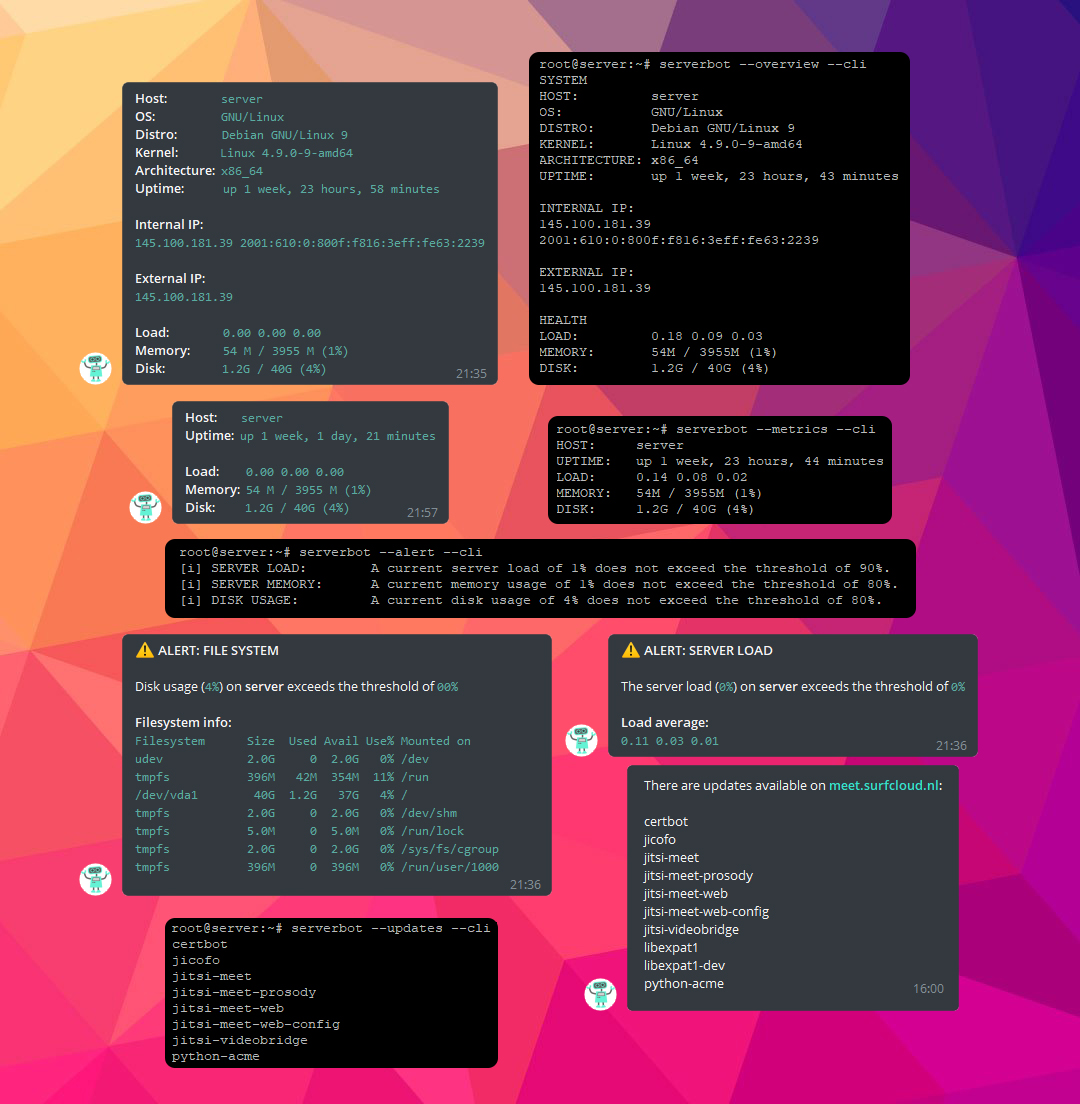 Host: server
OS: GNU/Linux
Distro: Debian GNU/Linux 9
Kernel: Linux 4.9.0-9-amd64
Architecture: x86_64
Uptime: up 1 week, 23 hours, 58 minutes
Internal IP:
145.100.181.39 2001:610:0:800f:f816:3eff:fe63:2239
External IP:
145.100.181.39
Load: 0.00 0.00 0.00
Memory: 54 M / 3955 M (1%)
Disk: 1.2G / 40G (4%)
21:35
root@server:~# serverbot --overview --cli
SYSTEM
HOST: server
OS: GNU/Linux
DISTRO: Debian GNU/Linux 9
KERNEL: Linux 4.9.0-9-amd64
ARCHITECTURE: x86_64
UPTIME: up 1 week, 23 hours, 43 minutes
INTERNAL IP:
145.100.181.39
2001:610:0:800f:f816:3eff:fe63:2239
EXTERNAL IP:
145.100.181.39
HEALTH
LOAD: 0.18 0.09 0.03
MEMORY: 54M / 3955M (1%)
DISK: 1.2G / 40G (4%)
Host: server
Uptime: up 1 week, 1 day, 21 minutes
Load: 0.00 0.00 0.00
Memory: 54 M / 3955 M (1%)
Disk: 1.2G / 40G (4%)
21:57
root@server:~# serverbot --metrics --cli
HOST: server
UPTIME: up 1 week, 23 hours, 44 minutes
LOAD: 0.14 0.08 0.02
MEMORY: 54M / 3955M (1%)
DISK: 1.2G / 40G (4%)
root@server:~# serverbot --alert --cli
[i] SERVER LOAD: A current server load of 1% does not exceed the threshold of 90%.
[i] SERVER MEMORY: A current memory usage of 1% does not exceed the threshold of 80%.
[i] DISK USAGE: A current disk usage of 4% does not exceed the threshold of 80%.
ALERT: FILE SYSTEM
Disk usage (4%) on server exceeds the threshold of 00%
Filesystem info:
Filesystem Size Used Avail Use% Mounted on
udev 2.0G 0 2.0G 0% /dev
tmpfs 396M 42M 354M 11% /run
/dev/vda1 40G 1.2G 37G 4% /
tmpfs 2.0G 0 2.0G 0% /dev/shm
tmpfs 5.0M 0 5.0M 0% /run/lock
tmpfs 2.0G 0 2.0G 0% /sys/fs/cgroup
tmpfs 396M 0 396M 0% /run/user/1000
21:36
ALERT: SERVER LOAD
The server load (0%) on server exceeds the threshold of 0%
Load average:
0.11 0.03 0.01
21:36
There are updates available on meet.surfcloud.nl:
certbot
jicofo
jitsi-meet
jitsi-meet-prosody
jitsi-meet-web
jitsi-meet-web-config
jitsi-videobridge
libexpat1
libexpat1-dev
python-acme
16:00
root@server:~# serverbot --updates --cli
certbot
jicofo
jitsi-meet
jitsi-meet-prosody
jitsi-meet-web
jitsi-meet-web-config
jitsi-videobridge
python-acme